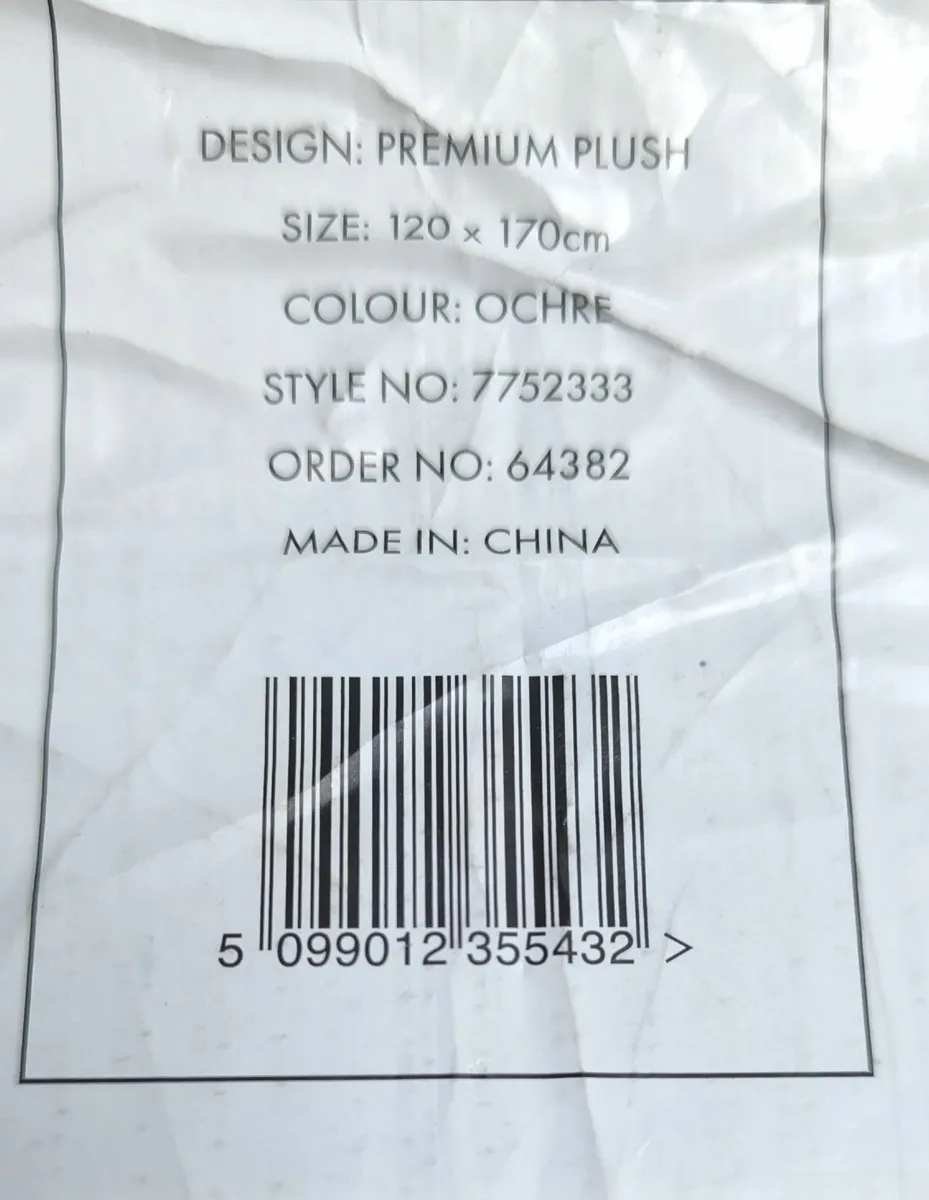 DESIGN: PREMIUM PLUSH
SIZE: 120 x 170cm
COLOUR: OCHRE
STYLE NO: 7752333
ORDER NO: 64382
MADE IN: CHINA
5 099012 355432 >